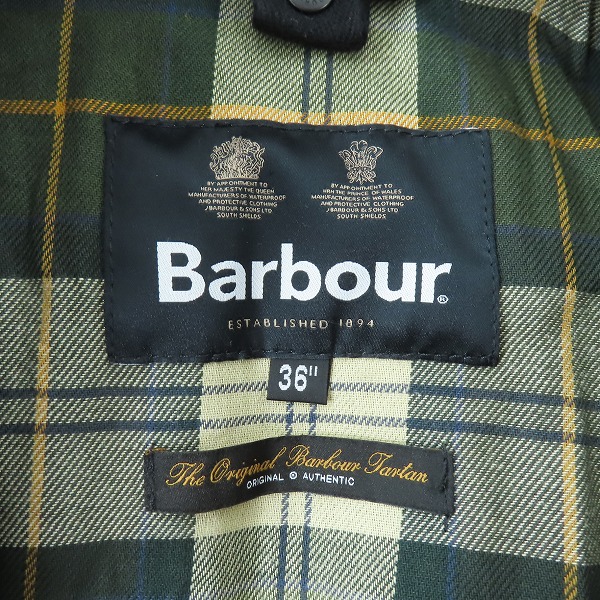 BY APPOINTMENT TO
HER MAJESTY THE QUEEN
MANUFACTURERS OF WATERPROOF
AND PROTECTIVE CLOTHING
J BARBOUR & SONS LTD
SOUTH SHIELDS
BY APPOINTMENT TO
HRH THE PRINCE OF WALES
MANUFACTURERS OF WATERPROOF
AND PROTECTIVE CLOTHING
J BARBOUR & SONS LTD
SOUTH SHIELDS
Barbour®
ESTABLISHED 1894
36"
The Original Barbour Tartan
ORIGINAL ⊙ AUTHENTIC